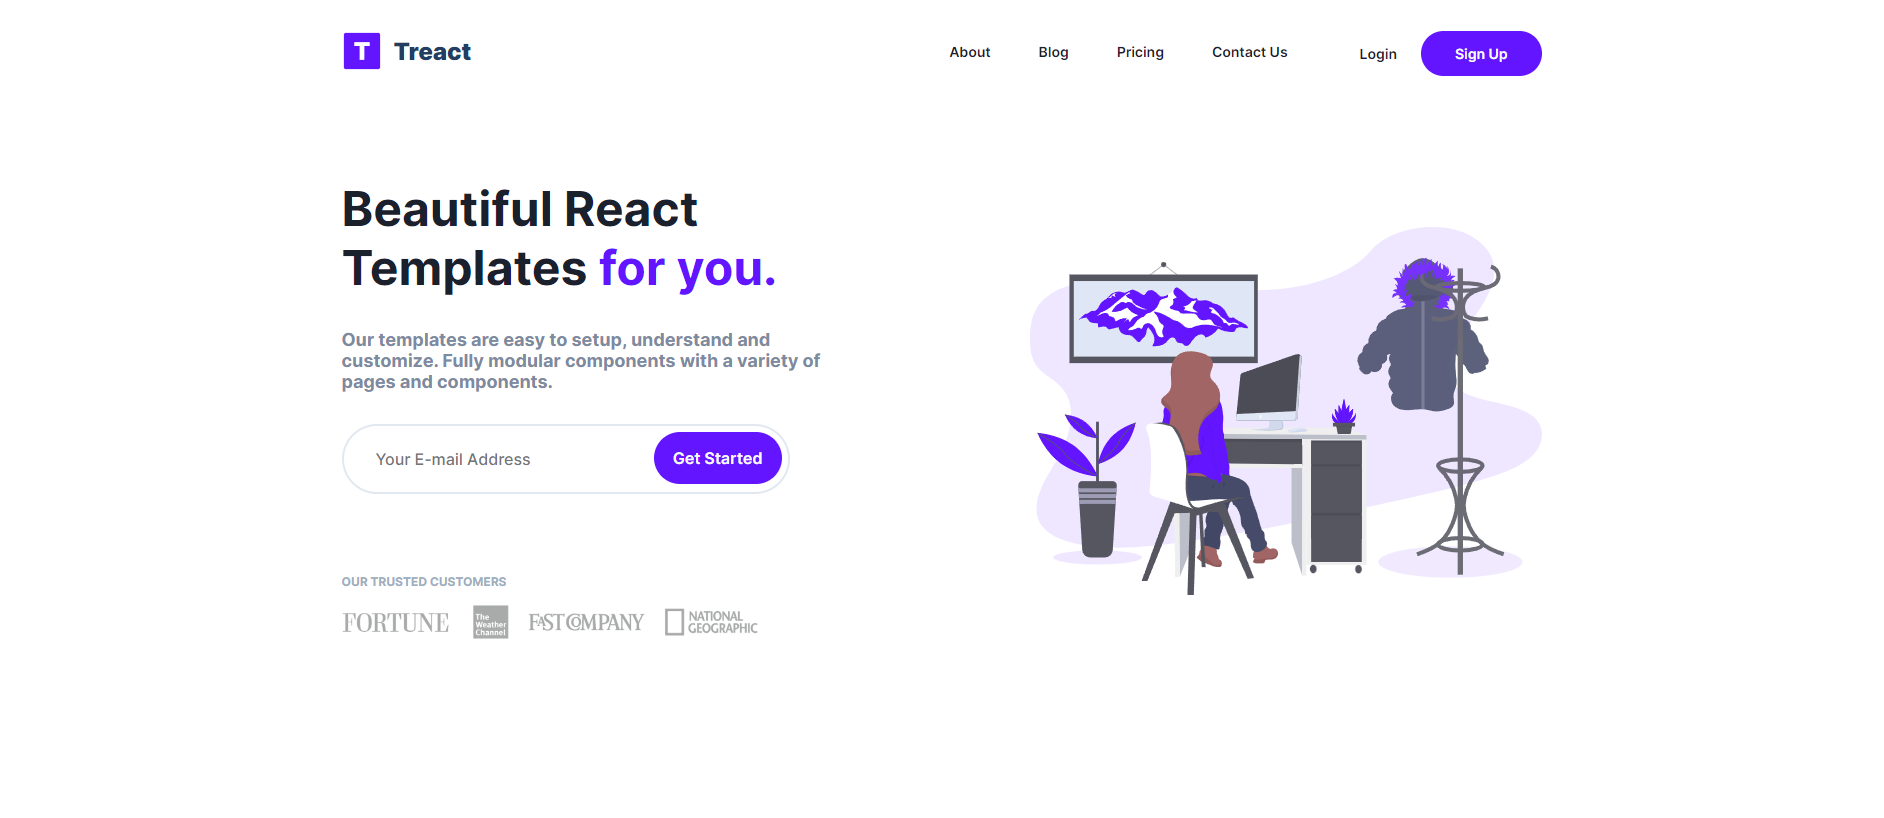 T Treact
About Blog Pricing Contact Us Login Sign Up
Beautiful React
Templates for you.
Our templates are easy to setup, understand and
customize. Fully modular components with a variety of
pages and components.
Your E-mail Address Get Started
OUR TRUSTED CUSTOMERS
FORTUNE
The
Weather
Channel
FAST COMPANY
NATIONAL
GEOGRAPHIC